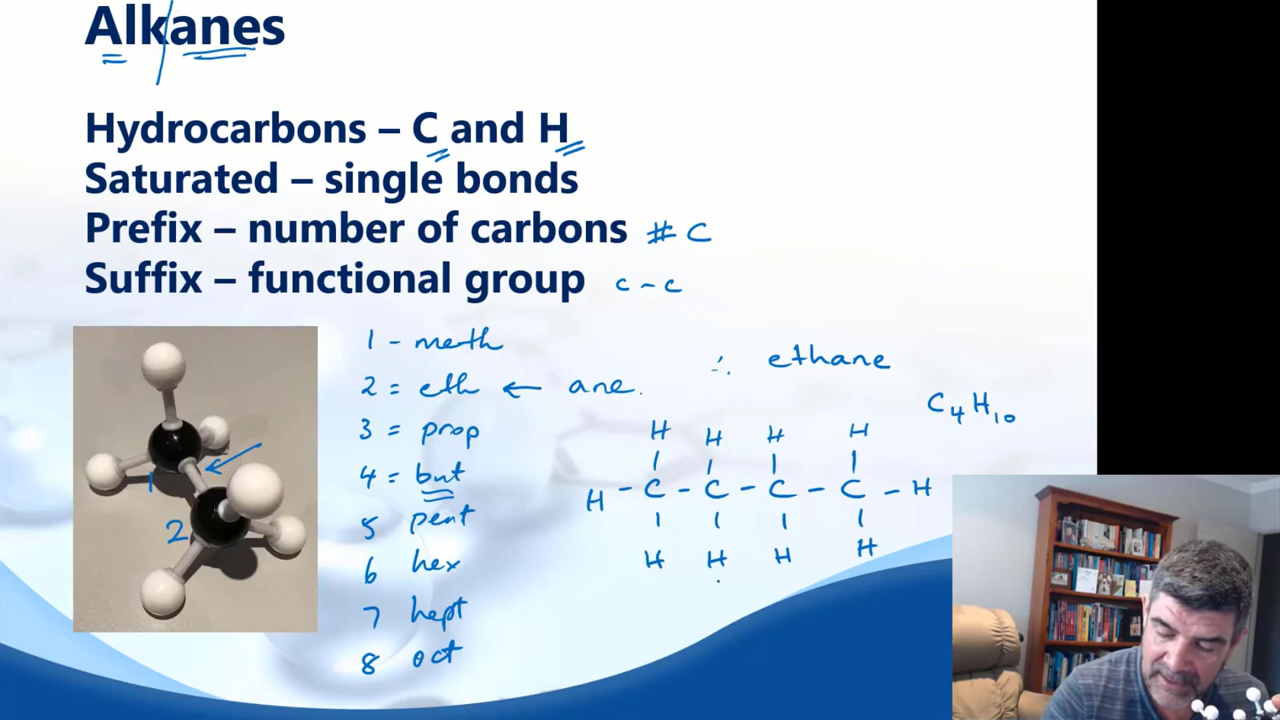 Alkanes
Hydrocarbons – C and H
Saturated – single bonds
Prefix – number of carbons # C
Suffix – functional group C – C
1 - meth
2 = eth ← ane.
3 = prop
4 = but
5 pent
6 hex
7 hept
8 oct
1
2
∴ ethane
C₄H₁₀
H H H H
H - C - C - C - C - H
H H H H